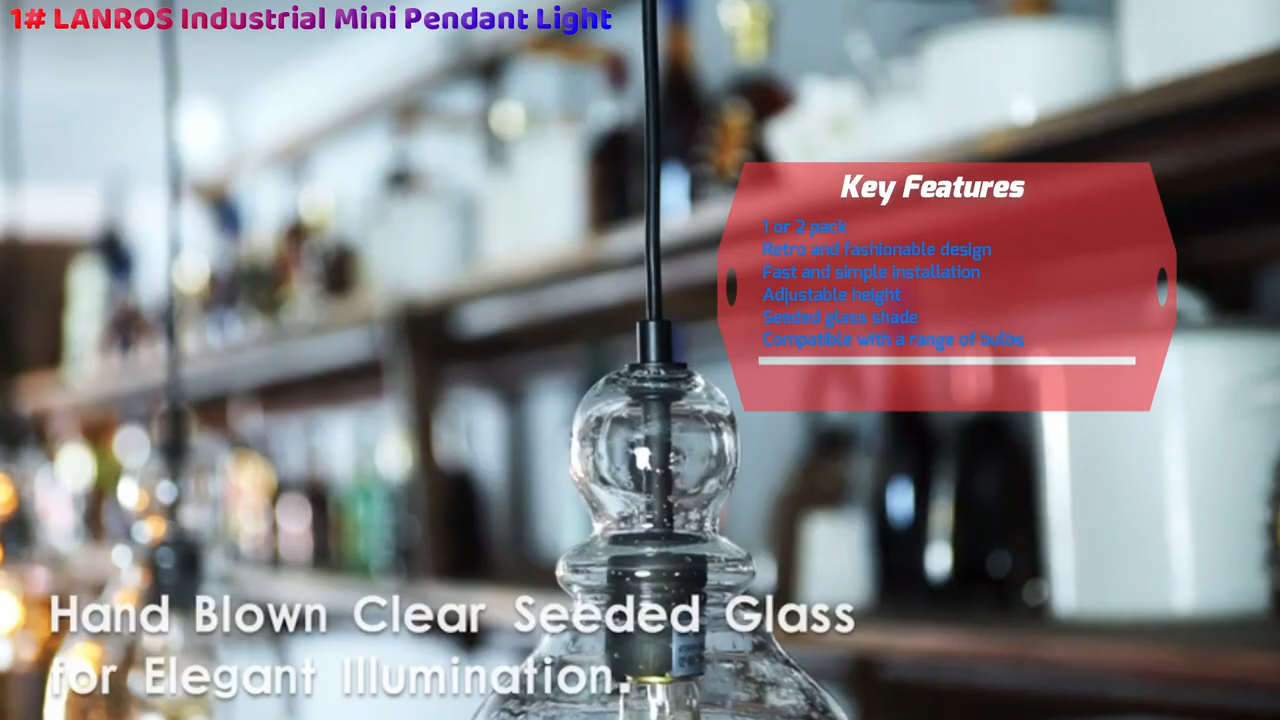 1# LANROS Industrial Mini Pendant Light
Key Features
1 or 2 pack
Retro and fashionable design
Fast and simple installation
Adjustable height
Seeded glass shade
Compatible with a range of bulbs
Hand Blown Clear Seeded Glass
for Elegant Illumination.